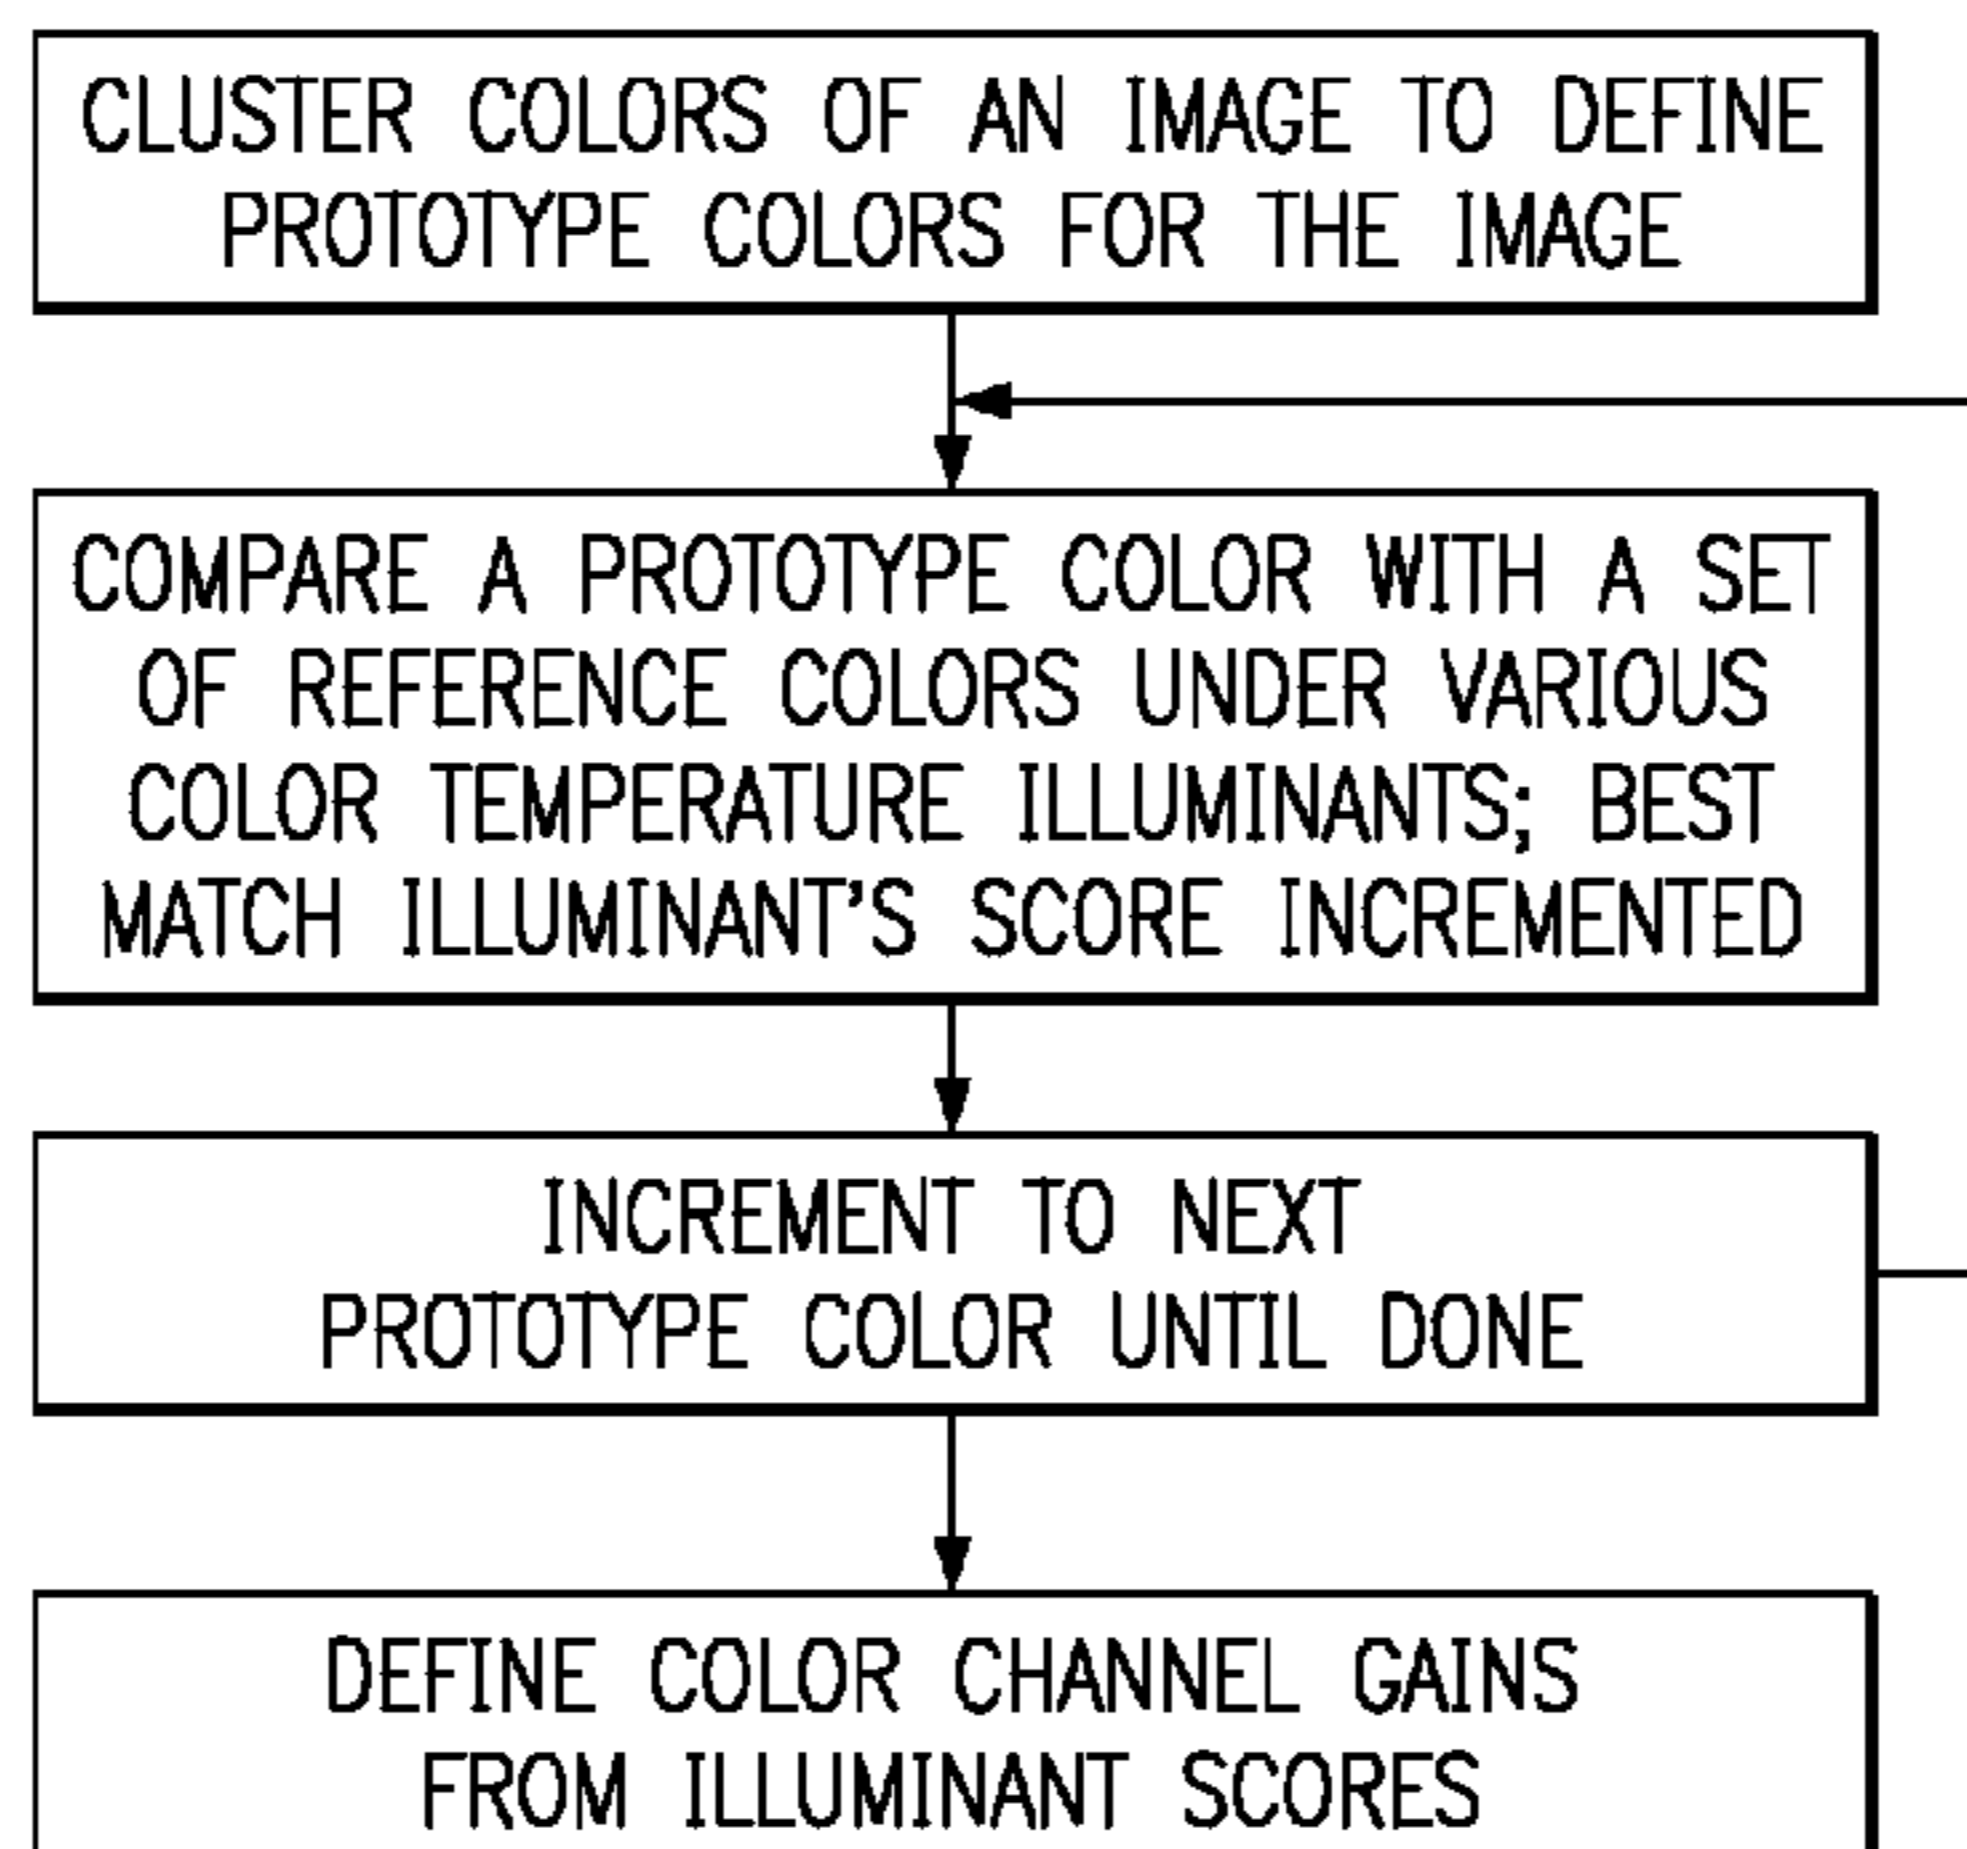 CLUSTER COLORS OF AN IMAGE TO DEFINE
PROTOTYPE COLORS FOR THE IMAGE
COMPARE A PROTOTYPE COLOR WITH A SET
OF REFERENCE COLORS UNDER VARIOUS
COLOR TEMPERATURE ILLUMINANTS; BEST
MATCH ILLUMINANT'S SCORE INCREMENTED
INCREMENT TO NEXT
PROTOTYPE COLOR UNTIL DONE
DEFINE COLOR CHANNEL GAINS
FROM ILLUMINANT SCORES